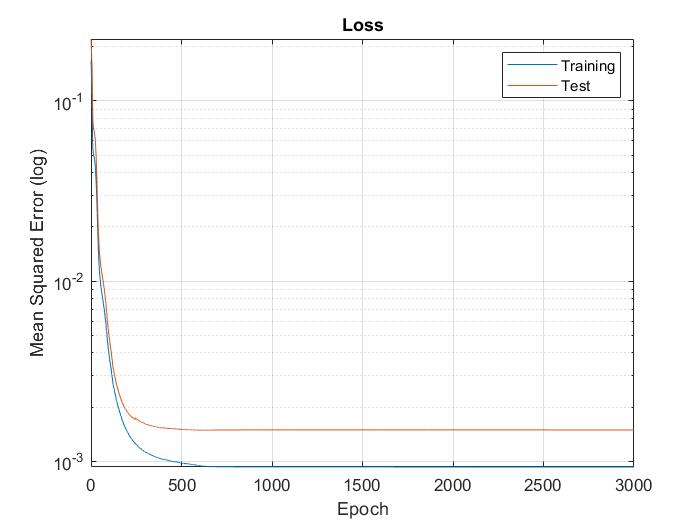 Loss
Training
Test
10^-1
10^-2
10^-3
Mean Squared Error (log)
0 500 1000 1500 2000 2500 3000
Epoch